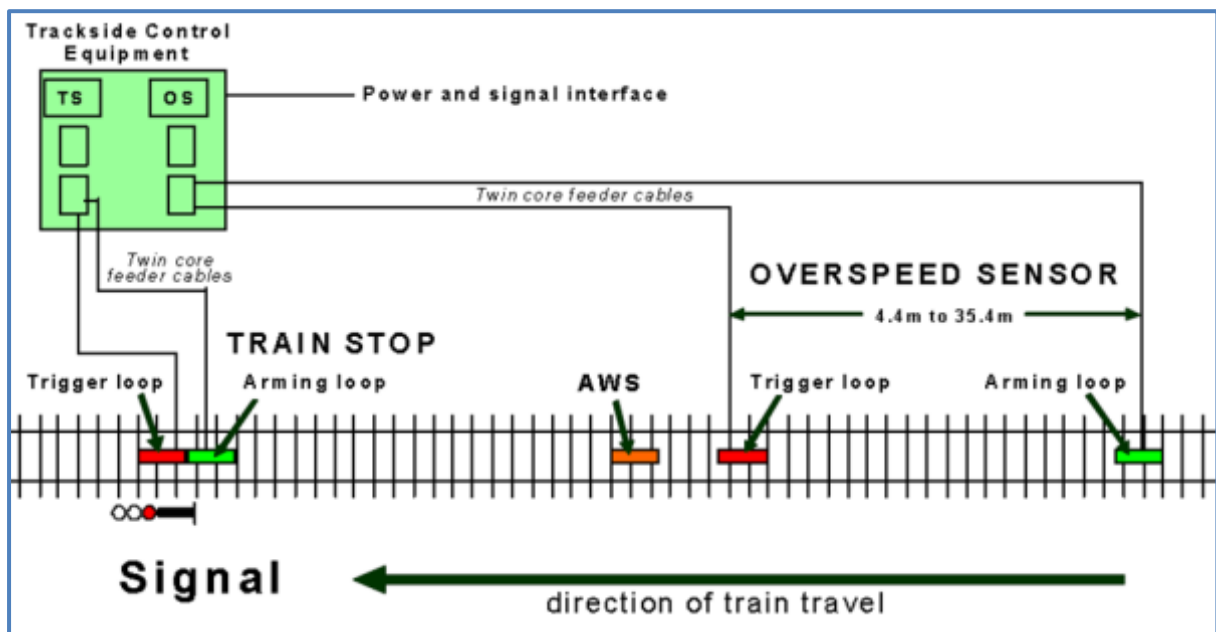 Trackside Control
Equipment
TS
OS
Power and signal interface
Twin core feeder cables
Twin core
feeder cables
OVERSPEED SENSOR
4.4m to 35.4m
TRAIN STOP
Trigger loop
Arming loop
AWS
Trigger loop
Arming loop
Signal
direction of train travel